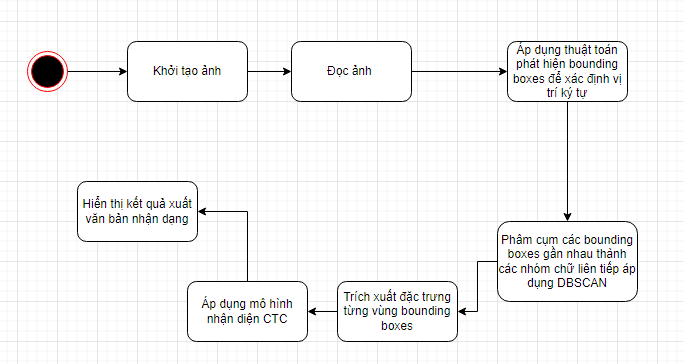 Khởi tạo ảnh
Đọc ảnh
Áp dụng thuật toán
phát hiện bounding
boxes để xác định vị
trí ký tự
Phâm cụm các bounding
boxes gần nhau thành
các nhóm chữ liên tiếp áp
dụng DBSCAN
Trích xuất đặc trưng
từng vùng bounding
boxes
Áp dụng mô hình
nhận diện CTC
Hiển thị kết quả xuất
văn bản nhận dạng